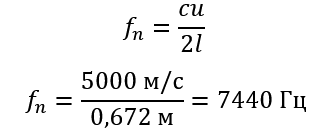 fₙ = cu / 2l
fₙ = 5000 м/с / 0,672 м = 7440 Гц